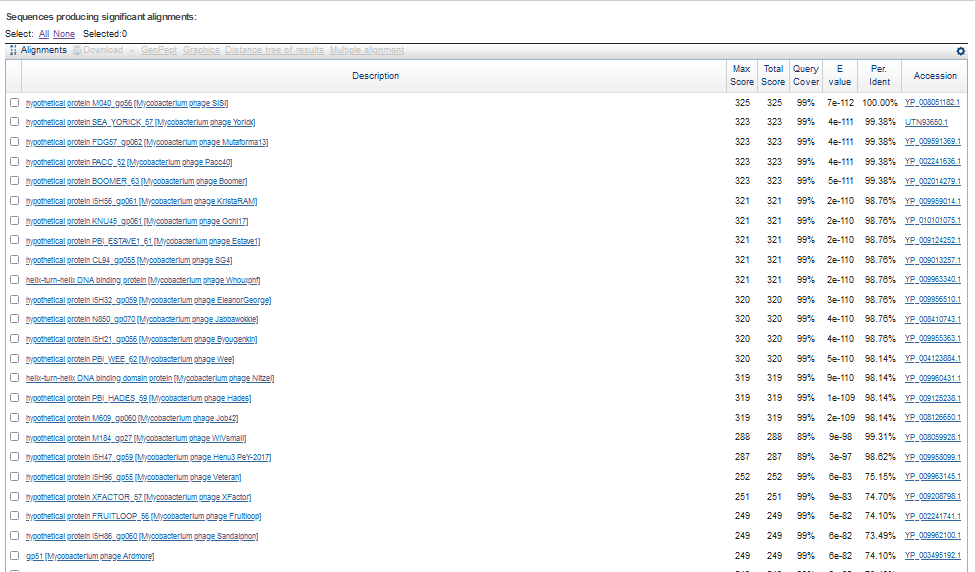 Sequences producing significant alignments:
Select: All None Selected:0
Alignments Download GenPept Graphics Distance tree of results Multiple alignment
Description Max Score Total Score Query Cover E value Per. Ident Accession
hypothetical protein M040_gp56 [Mycobacterium phage SiSi] 325 325 99% 7e-112 100.00% YP_008051182.1
hypothetical protein SEA_YORICK_57 [Mycobacterium phage Yorick] 323 323 99% 4e-111 99.38% UTN93650.1
hypothetical protein FDG57_gp062 [Mycobacterium phage Mutaforma13] 323 323 99% 4e-111 99.38% YP_009591369.1
hypothetical protein PACC_52 [Mycobacterium phage Pacc40] 323 323 99% 4e-111 99.38% YP_002241636.1
hypothetical protein BOOMER_63 [Mycobacterium phage Boomer] 323 323 99% 5e-111 99.38% YP_002014279.1
hypothetical protein I5H56_gp061 [Mycobacterium phage KristaRAM] 321 321 99% 2e-110 98.76% YP_009959014.1
hypothetical protein KNU45_gp061 [Mycobacterium phage Ochi17] 321 321 99% 2e-110 98.76% YP_010101075.1
hypothetical protein PBI_ESTAVE1_61 [Mycobacterium phage Estave1] 321 321 99% 2e-110 98.76% YP_009124252.1
hypothetical protein CL94_gp055 [Mycobacterium phage SG4] 321 321 99% 2e-110 98.76% YP_009013257.1
helix-turn-helix DNA binding protein [Mycobacterium phage Whouxphf] 321 321 99% 2e-110 98.76% YP_009963340.1
hypothetical protein I5H32_gp059 [Mycobacterium phage EleanorGeorge] 320 320 99% 3e-110 98.76% YP_009956510.1
hypothetical protein N850_gp070 [Mycobacterium phage Jabbawokkie] 320 320 99% 4e-110 98.76% YP_008410743.1
hypothetical protein I5H21_gp056 [Mycobacterium phage Byougenkin] 320 320 99% 4e-110 98.76% YP_009955363.1
hypothetical protein PBI_WEE_62 [Mycobacterium phage Wee] 320 320 99% 5e-110 98.14% YP_004123884.1
helix-turn-helix DNA binding domain protein [Mycobacterium phage Nitzel] 319 319 99% 9e-110 98.14% YP_009960431.1
hypothetical protein PBI_HADES_59 [Mycobacterium phage Hades] 319 319 99% 1e-109 98.14% YP_009125238.1
hypothetical protein M609_gp060 [Mycobacterium phage Job42] 319 319 99% 2e-109 98.14% YP_008126650.1
hypothetical protein M184_gp27 [Mycobacterium phage WIVsmall] 288 288 89% 9e-98 99.31% YP_008059928.1
hypothetical protein I5H47_gp59 [Mycobacterium phage Henu3 PeY-2017] 287 287 89% 3e-97 98.62% YP_009958099.1
hypothetical protein I5H96_gp55 [Mycobacterium phage Veteran] 252 252 99% 6e-83 75.15% YP_009963145.1
hypothetical protein XFACTOR_57 [Mycobacterium phage XFactor] 251 251 99% 9e-83 74.70% YP_009208798.1
hypothetical protein FRUITLOOP_56 [Mycobacterium phage Fruitloop] 249 249 99% 5e-82 74.10% YP_002241741.1
hypothetical protein I5H86_gp060 [Mycobacterium phage Sandalphon] 249 249 99% 6e-82 73.49% YP_009962100.1
gp51 [Mycobacterium phage Ardmore] 249 249 99% 6e-82 74.10% YP_003495192.1